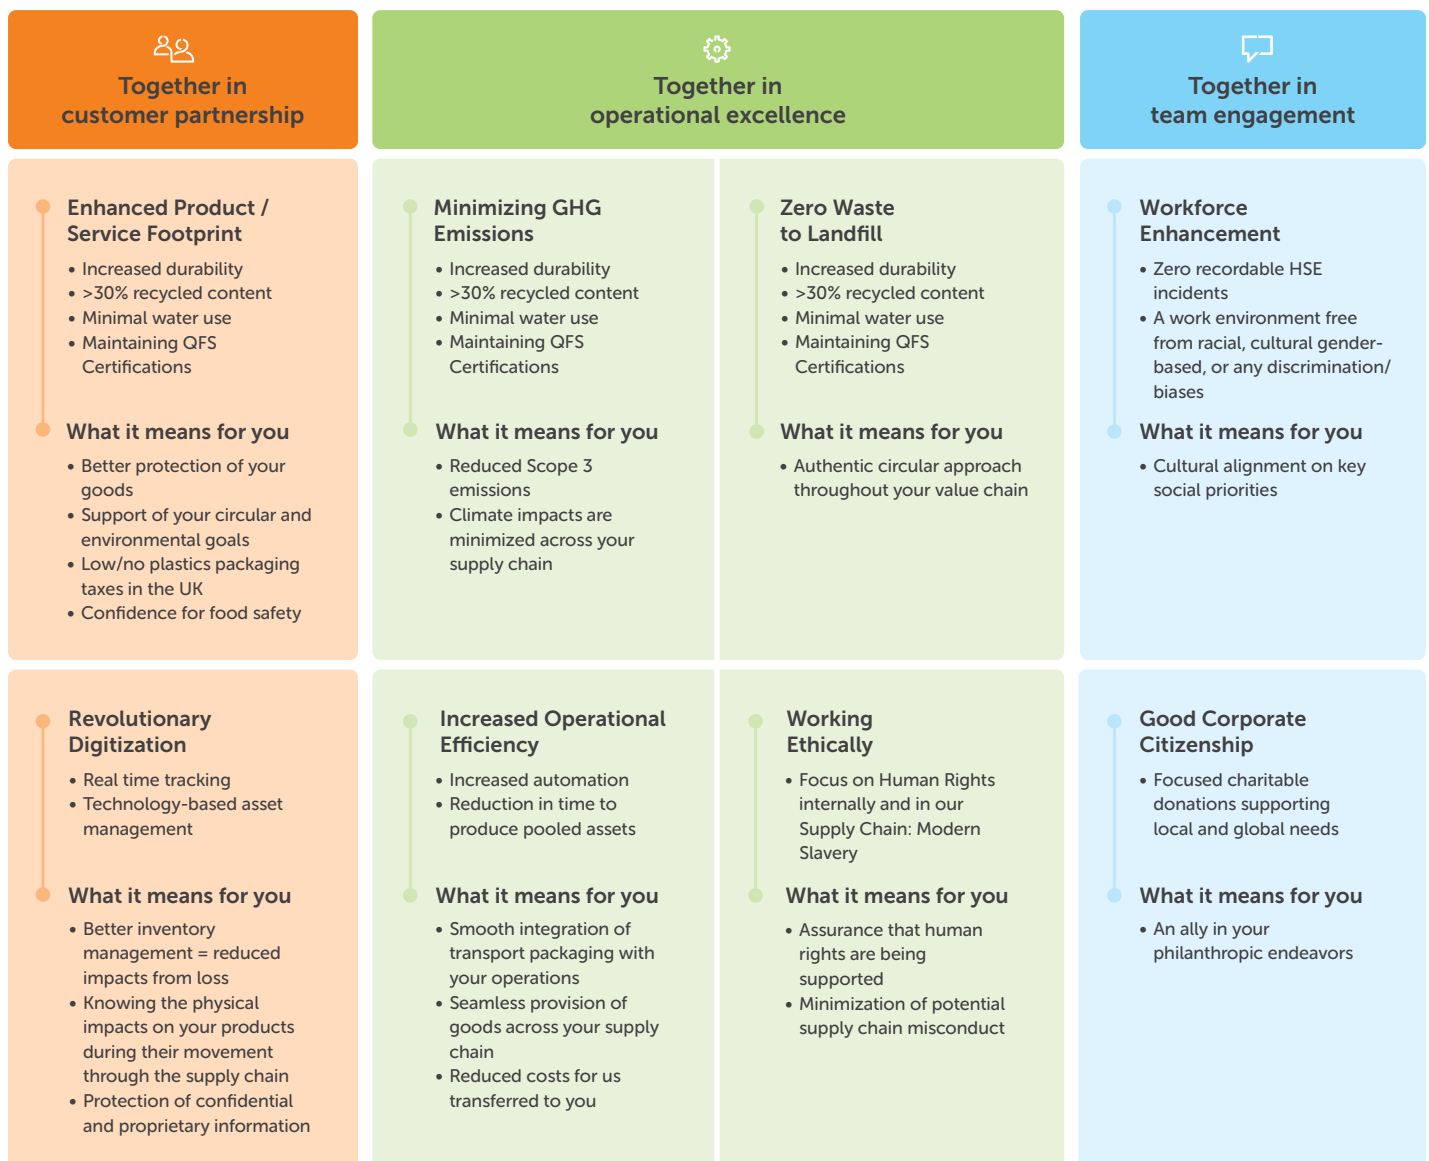 Together in
customer partnership
Together in
operational excellence
Together in
team engagement
Enhanced Product /
Service Footprint
• Increased durability
• >30% recycled content
• Minimal water use
• Maintaining QFS
Certifications
What it means for you
• Better protection of your
goods
• Support of your circular and
environmental goals
• Low/no plastics packaging
taxes in the UK
• Confidence for food safety
Minimizing GHG
Emissions
• Increased durability
• >30% recycled content
• Minimal water use
• Maintaining QFS
Certifications
What it means for you
• Reduced Scope 3
emissions
• Climate impacts are
minimized across your
supply chain
Zero Waste
to Landfill
• Increased durability
• >30% recycled content
• Minimal water use
• Maintaining QFS
Certifications
What it means for you
• Authentic circular approach
throughout your value chain
Workforce
Enhancement
• Zero recordable HSE
incidents
• A work environment free
from racial, cultural gender-
based, or any discrimination/
biases
What it means for you
• Cultural alignment on key
social priorities
Revolutionary
Digitization
• Real time tracking
• Technology-based asset
management
What it means for you
• Better inventory
management = reduced
impacts from loss
• Knowing the physical
impacts on your products
during their movement
through the supply chain
• Protection of confidential
and proprietary information
Increased Operational
Efficiency
• Increased automation
• Reduction in time to
produce pooled assets
What it means for you
• Smooth integration of
transport packaging with
your operations
• Seamless provision of
goods across your supply
chain
• Reduced costs for us
transferred to you
Working
Ethically
• Focus on Human Rights
internally and in our
Supply Chain: Modern
Slavery
What it means for you
• Assurance that human
rights are being
supported
• Minimization of potential
supply chain misconduct
Good Corporate
Citizenship
• Focused charitable
donations supporting
local and global needs
What it means for you
• An ally in your
philanthropic endeavors